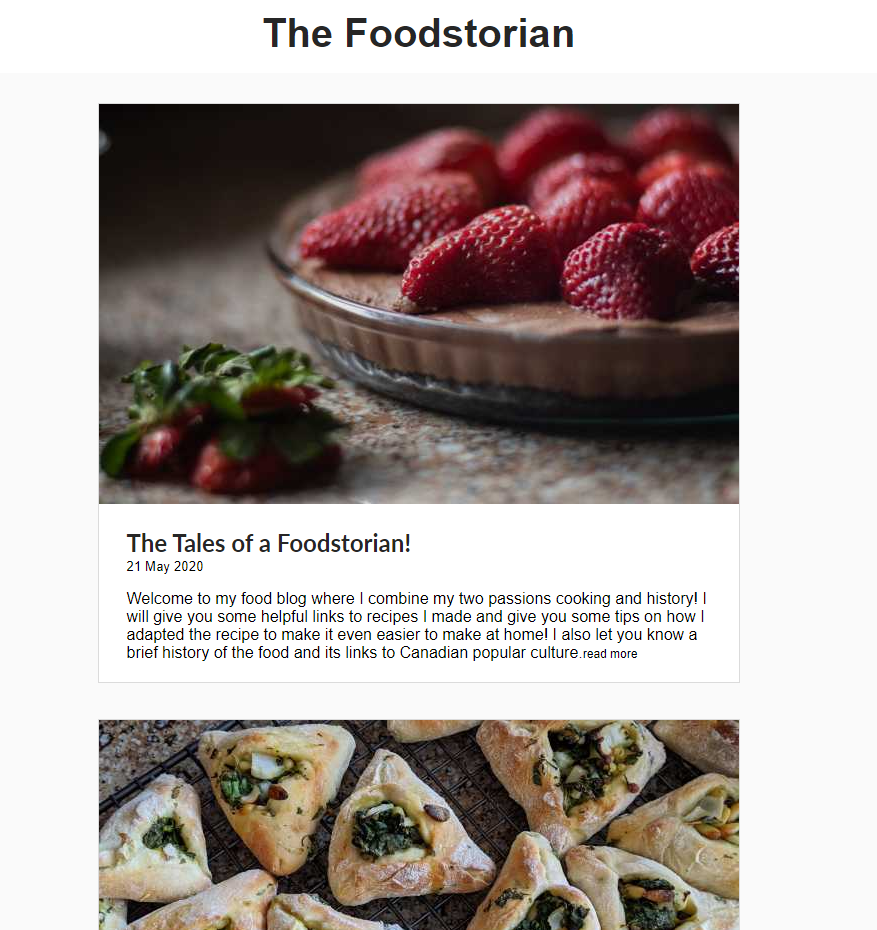 The Foodstorian
The Tales of a Foodstorian!
21 May 2020
Welcome to my food blog where I combine my two passions cooking and history! I
will give you some helpful links to recipes I made and give you some tips on how I
adapted the recipe to make it even easier to make at home! I also let you know a
brief history of the food and its links to Canadian popular culture.read more